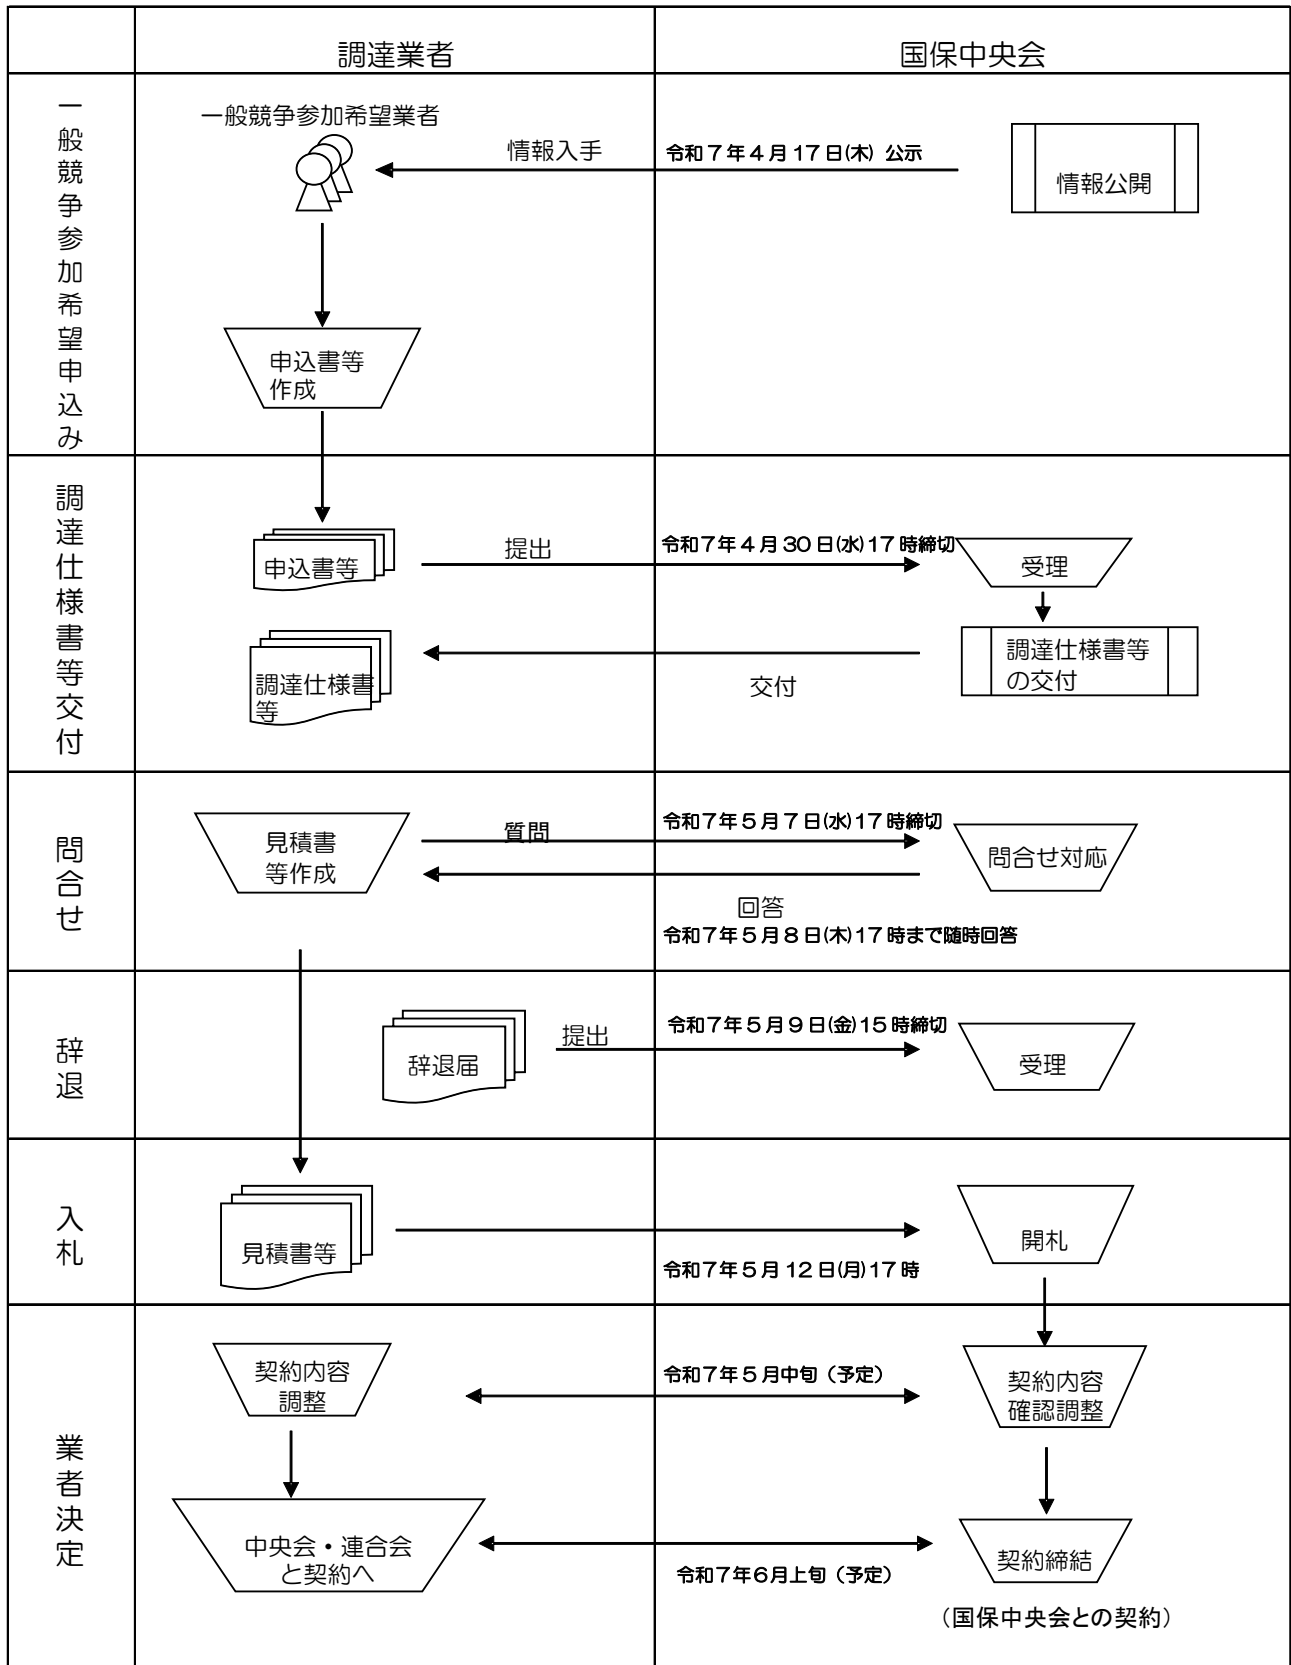 調達業者
国保中央会
一般競争参加希望申込み
一般競争参加希望業者
情報入手
令和7年4月17日(木) 公示
情報公開
申込書等
作成
調達仕様書等交付
申込書等
提出
令和7年4月30日(水)17時締切
受理
調達仕様書
等
交付
調達仕様書等
の交付
問合せ
見積書
等作成
質問
令和7年5月7日(水)17時締切
問合せ対応
回答
令和7年5月8日(木)17時まで随時回答
辞退
辞退届
提出
令和7年5月9日(金)15時締切
受理
入札
見積書等
令和7年5月12日(月)17時
開札
業者決定
契約内容
調整
令和7年5月中旬（予定）
契約内容
確認調整
中央会・連合会
と契約へ
令和7年6月上旬（予定）
契約締結
（国保中央会との契約）